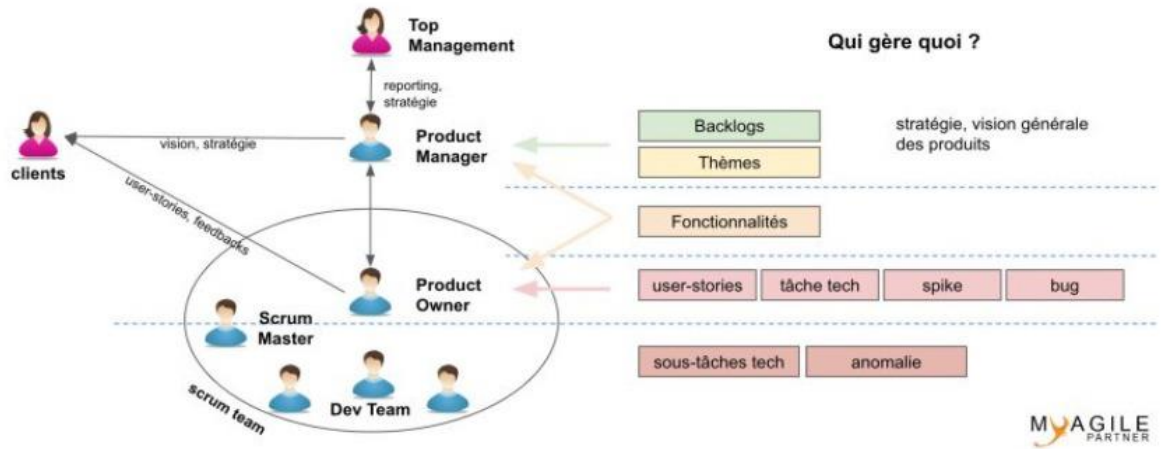 Top
Management
Qui gère quoi ?
reporting,
stratégie
clients
vision, stratégie
Product
Manager
Backlogs
Thèmes
stratégie, vision générale
des produits
user-stories, feedbacks
Fonctionnalités
Product
Owner
user-stories
tâche tech
spike
bug
Scrum
Master
sous-tâches tech
anomalie
Dev Team
scrum team
MYAGILE
PARTNER